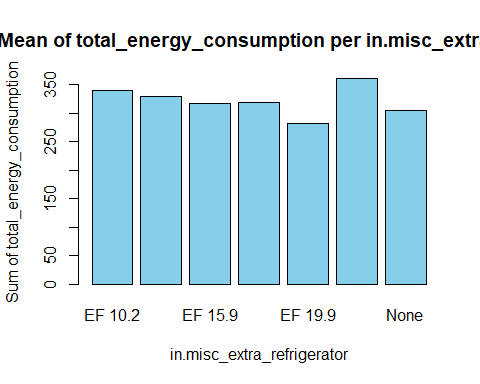 Mean of total_energy_consumption per in.misc_extra
Sum of total_energy_consumption
350
250
150
50
0
EF 10.2 EF 15.9 EF 19.9 None
in.misc_extra_refrigerator